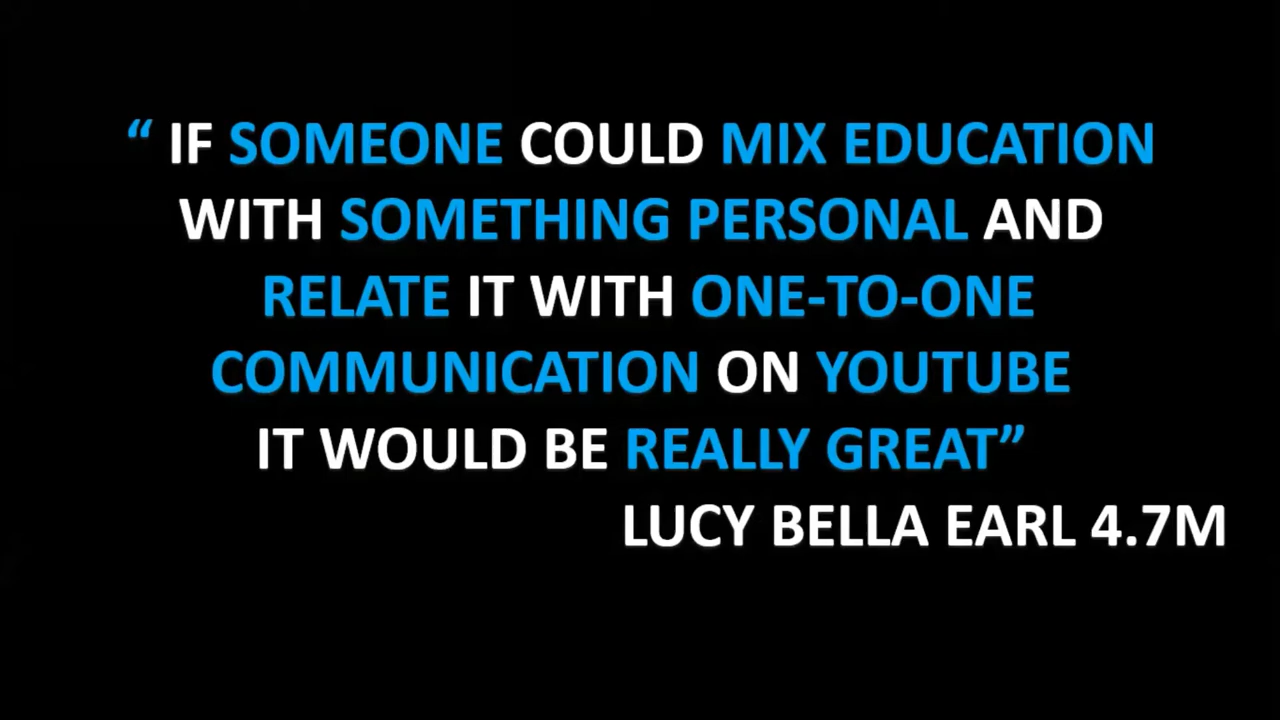 “ IF SOMEONE COULD MIX EDUCATION
WITH SOMETHING PERSONAL AND
RELATE IT WITH ONE-TO-ONE
COMMUNICATION ON YOUTUBE
IT WOULD BE REALLY GREAT”
LUCY BELLA EARL 4.7M